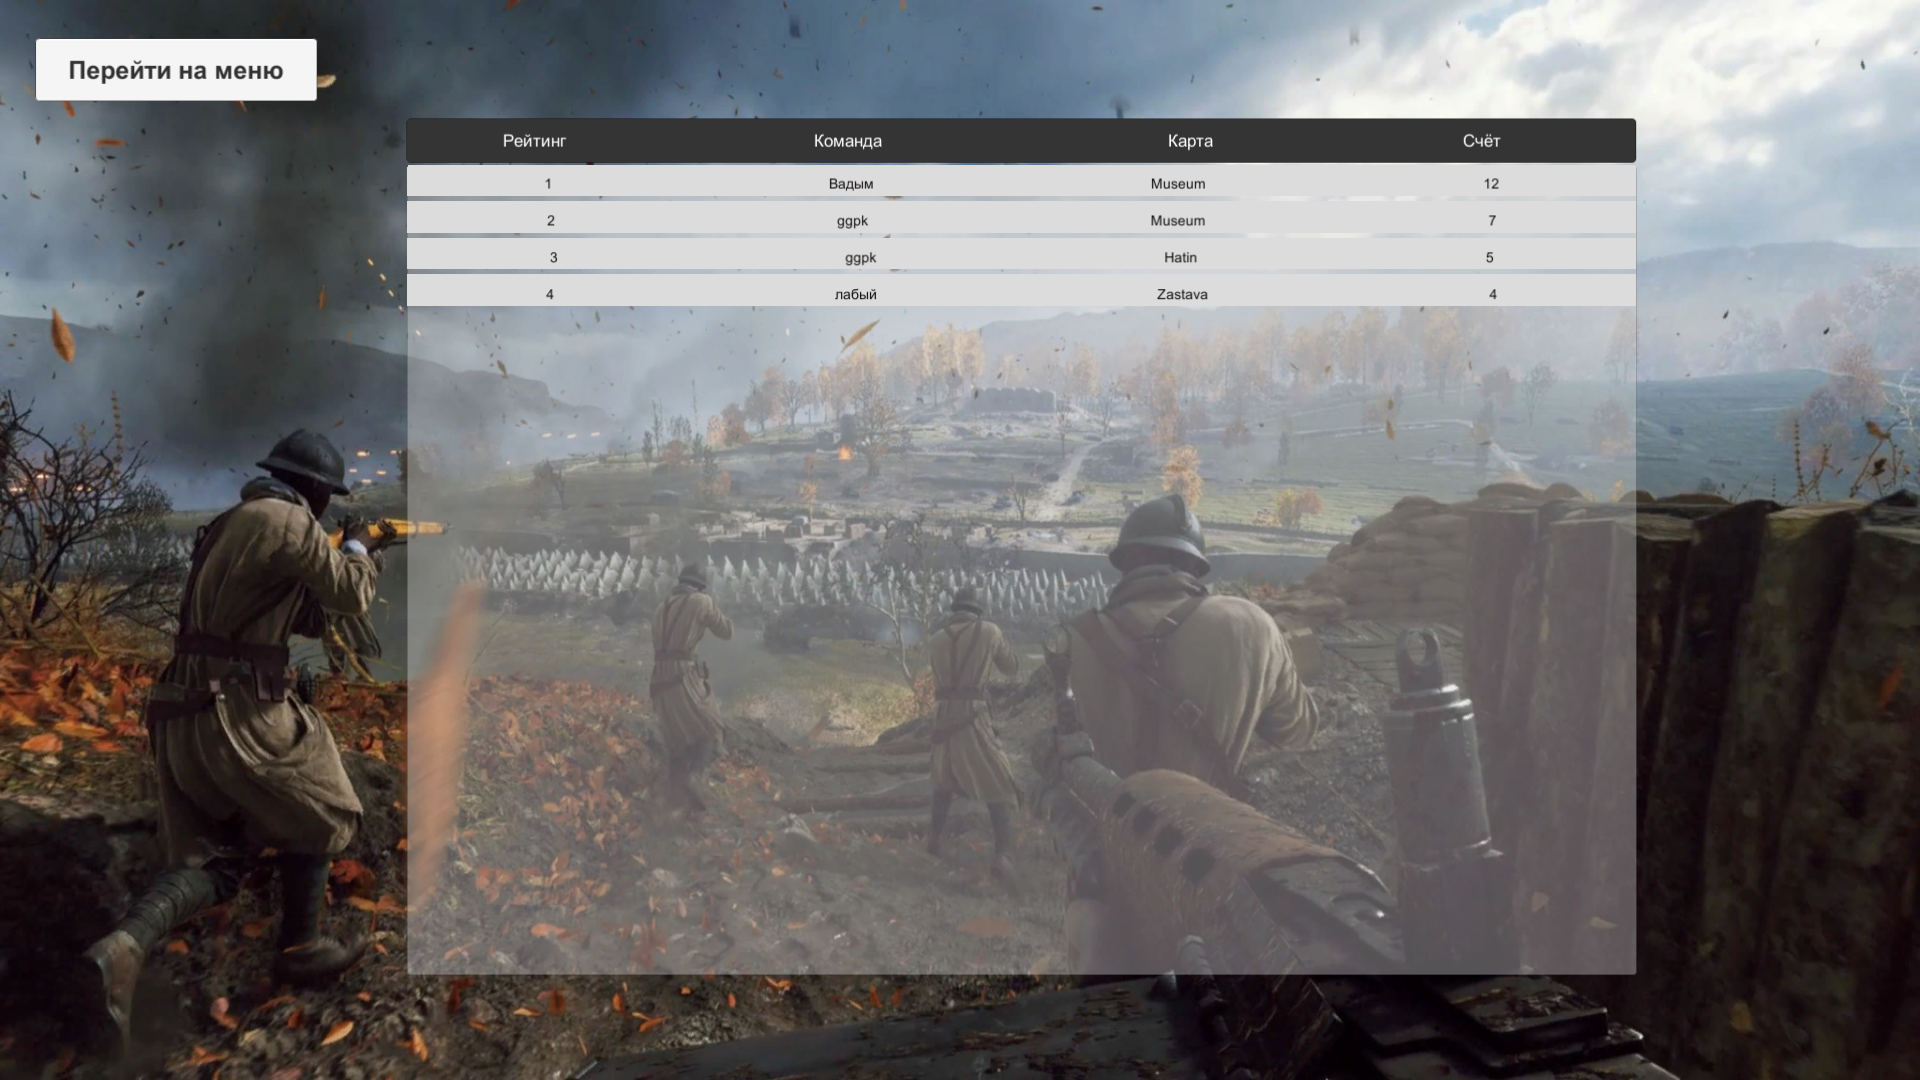 Перейти на меню
Рейтинг Команда Карта Счёт
1 Вадым Museum 12
2 ggpk Museum 7
3 ggpk Hatin 5
4 лабый Zastava 4